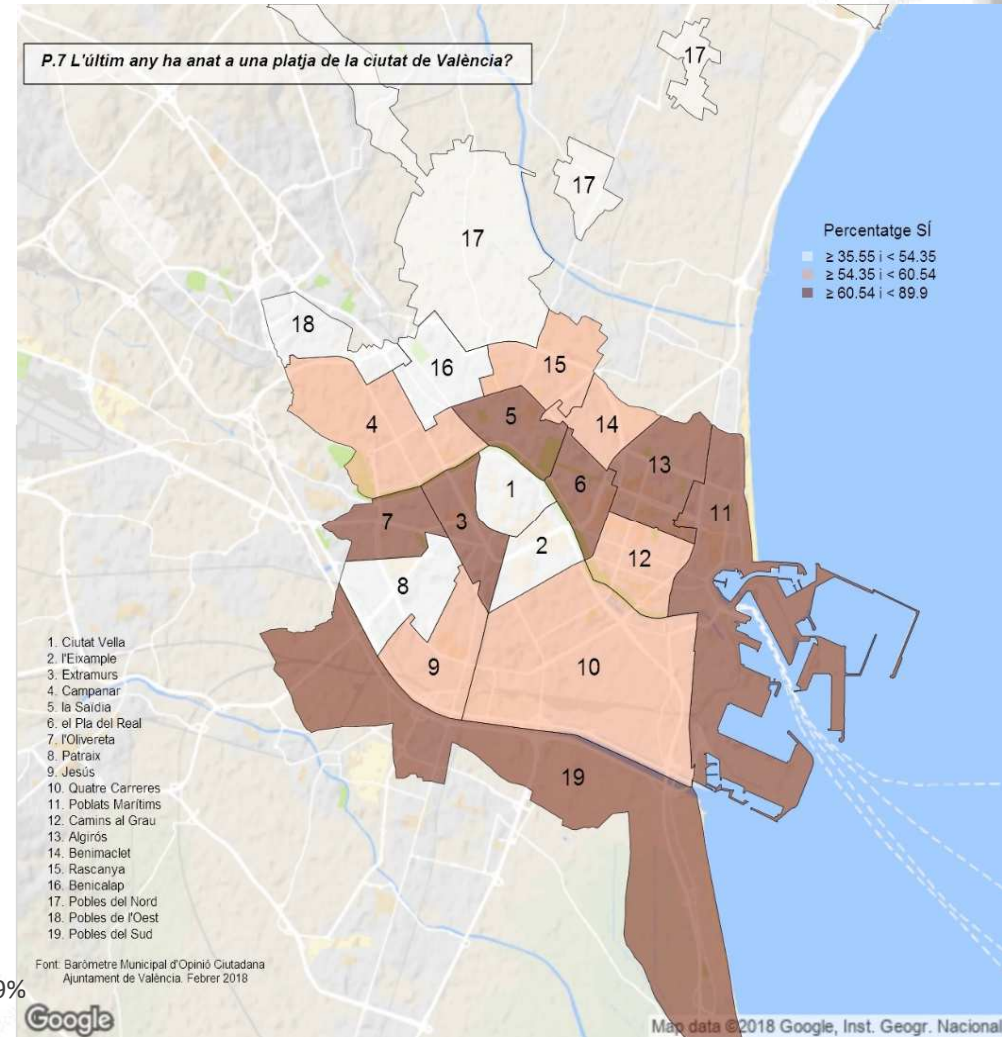 P.7 L'últim any ha anat a una platja de la ciutat de València?
17
17
17
Percentatge SÍ
≥ 35.55 i < 54.35
≥ 54.35 i < 60.54
≥ 60.54 i < 89.9
18
16
15
4
5
14
13
6
1
7
3
11
2
12
8
9
10
19
1. Ciutat Vella
2. l'Eixample
3. Extramurs
4. Campanar
5. la Saïdia
6. el Pla del Real
7. l'Olivereta
8. Patraix
9. Jesús
10. Quatre Carreres
11. Poblats Marítims
12. Camins al Grau
13. Algirós
14. Benimaclet
15. Rascanya
16. Benicalap
17. Pobles del Nord
18. Pobles de l'Oest
19. Pobles del Sud
Font: Baròmetre Municipal d'Opinió Ciutadana
Ajuntament de València. Febrer 2018
9%
Google
Map data ©2018 Google, Inst. Geogr. Nacional